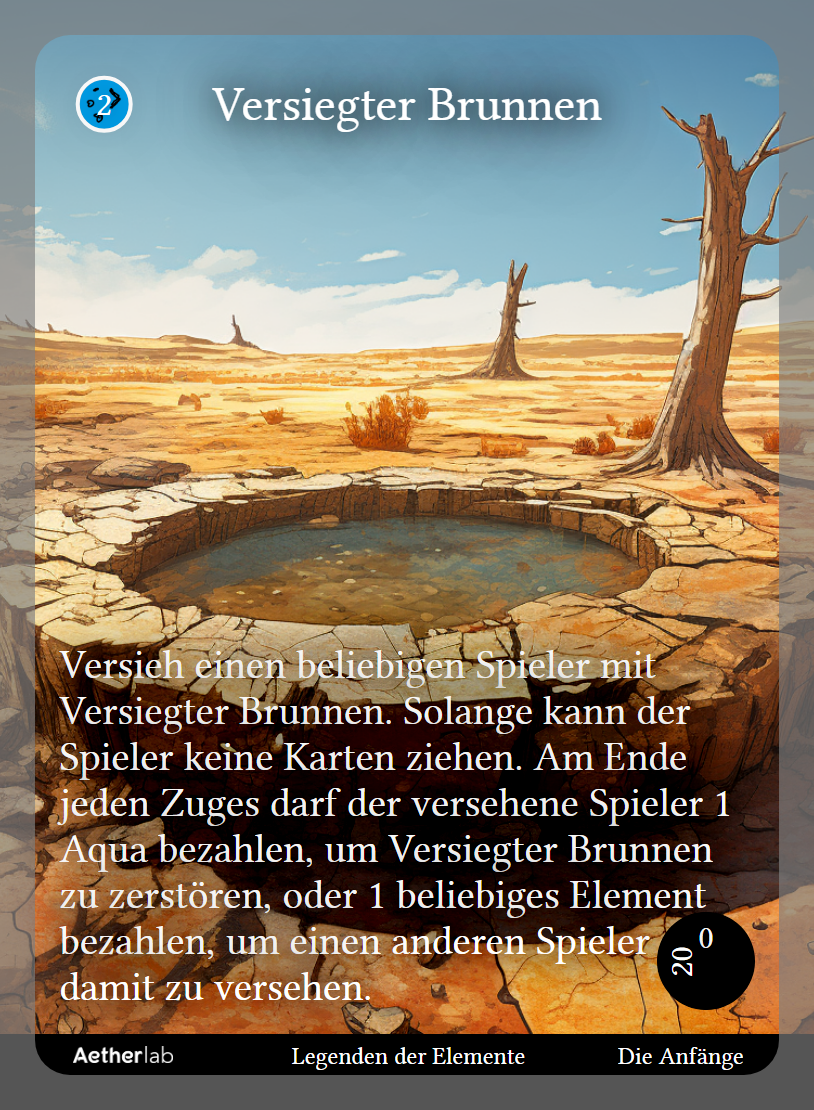 2
Versiegter Brunnen
Versieh einen beliebigen Spieler mit
Versiegter Brunnen. Solange kann der
Spieler keine Karten ziehen. Am Ende
jeden Zuges darf der versehene Spieler 1
Aqua bezahlen, um Versiegter Brunnen
zu zerstören, oder 1 beliebiges Element
bezahlen, um einen anderen Spieler
damit zu versehen.
20
0
Aetherlab
Legenden der Elemente
Die Anfänge